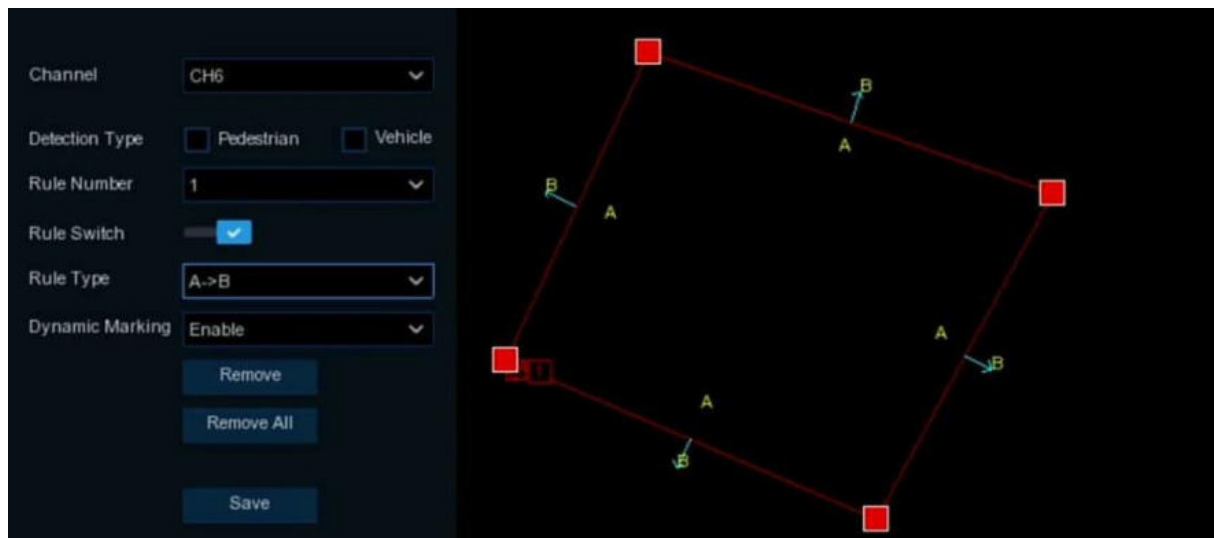 Channel CH6
Detection Type Pedestrian Vehicle
Rule Number 1
Rule Switch
Rule Type A->B
Dynamic Marking Enable
Remove
Remove All
Save
B
A
B
A
A
B
A
B
1